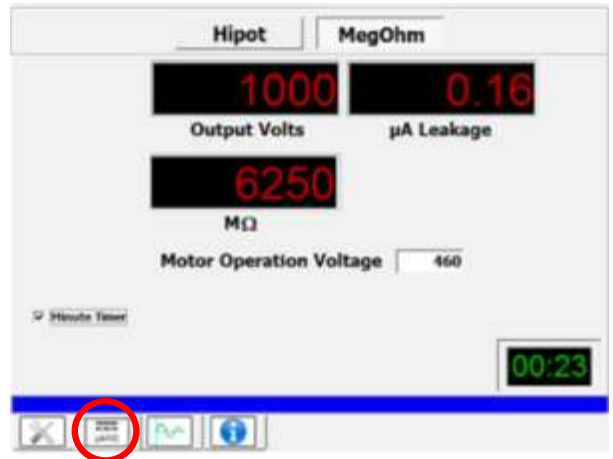 Hipot MegOhm
1000 0.16
Output Volts µA Leakage
6250
MΩ
Motor Operation Voltage 460
Minute Timer
00:23